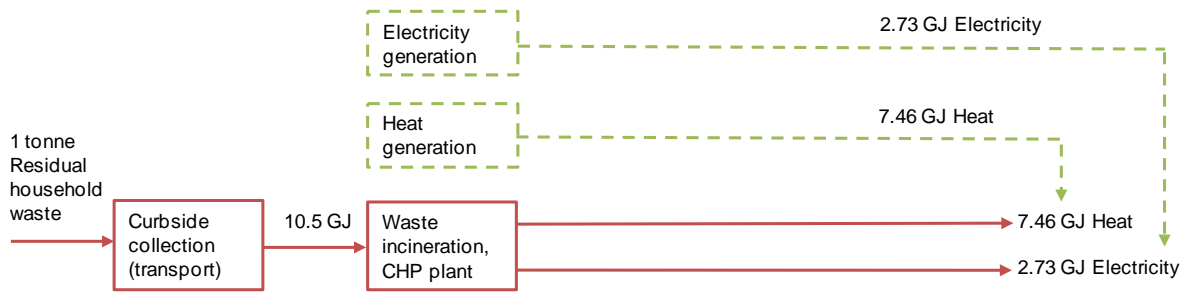 Electricity
generation
2.73 GJ Electricity
Heat
generation
7.46 GJ Heat
1 tonne
Residual
household
waste
Curbside
collection
(transport)
10.5 GJ
Waste
incineration,
CHP plant
7.46 GJ Heat
2.73 GJ Electricity